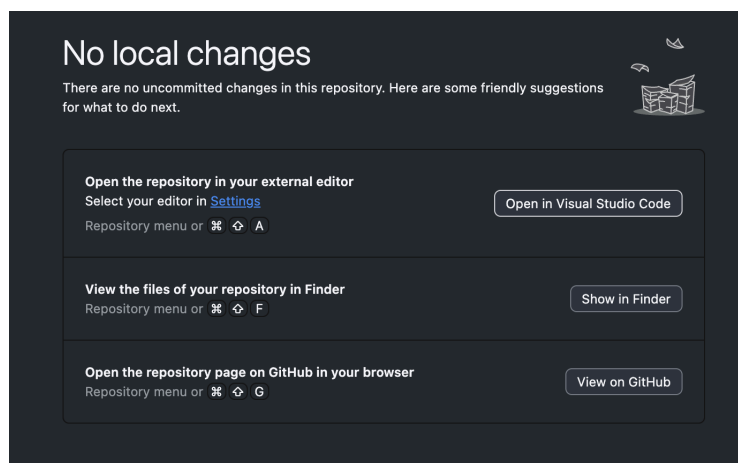 No local changes
There are no uncommitted changes in this repository. Here are some friendly suggestions
for what to do next.
Open the repository in your external editor
Select your editor in Settings
Repository menu or ⌘ ⇧ A
Open in Visual Studio Code
View the files of your repository in Finder
Repository menu or ⌘ ⇧ F
Show in Finder
Open the repository page on GitHub in your browser
Repository menu or ⌘ ⇧ G
View on GitHub